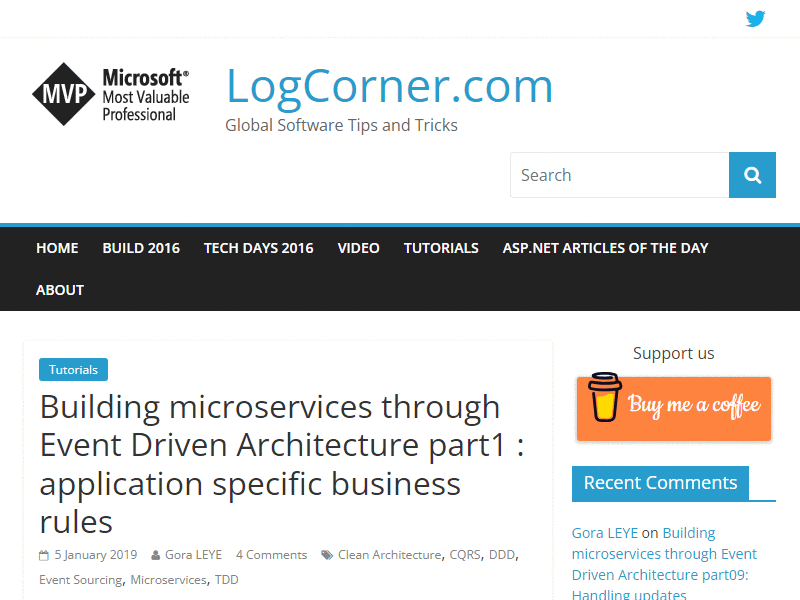 MVP
Microsoft®
Most Valuable
Professional
LogCorner.com
Global Software Tips and Tricks
Search
HOME BUILD 2016 TECH DAYS 2016 VIDEO TUTORIALS ASP.NET ARTICLES OF THE DAY
ABOUT
Tutorials
Building microservices through
Event Driven Architecture part1 :
application specific business
rules
5 January 2019 Gora LEYE 4 Comments Clean Architecture, CQRS, DDD,
Event Sourcing, Microservices, TDD
Support us
Buy me a coffee
Recent Comments
Gora LEYE on Building
microservices through Event
Driven Architecture part09:
Handling updates